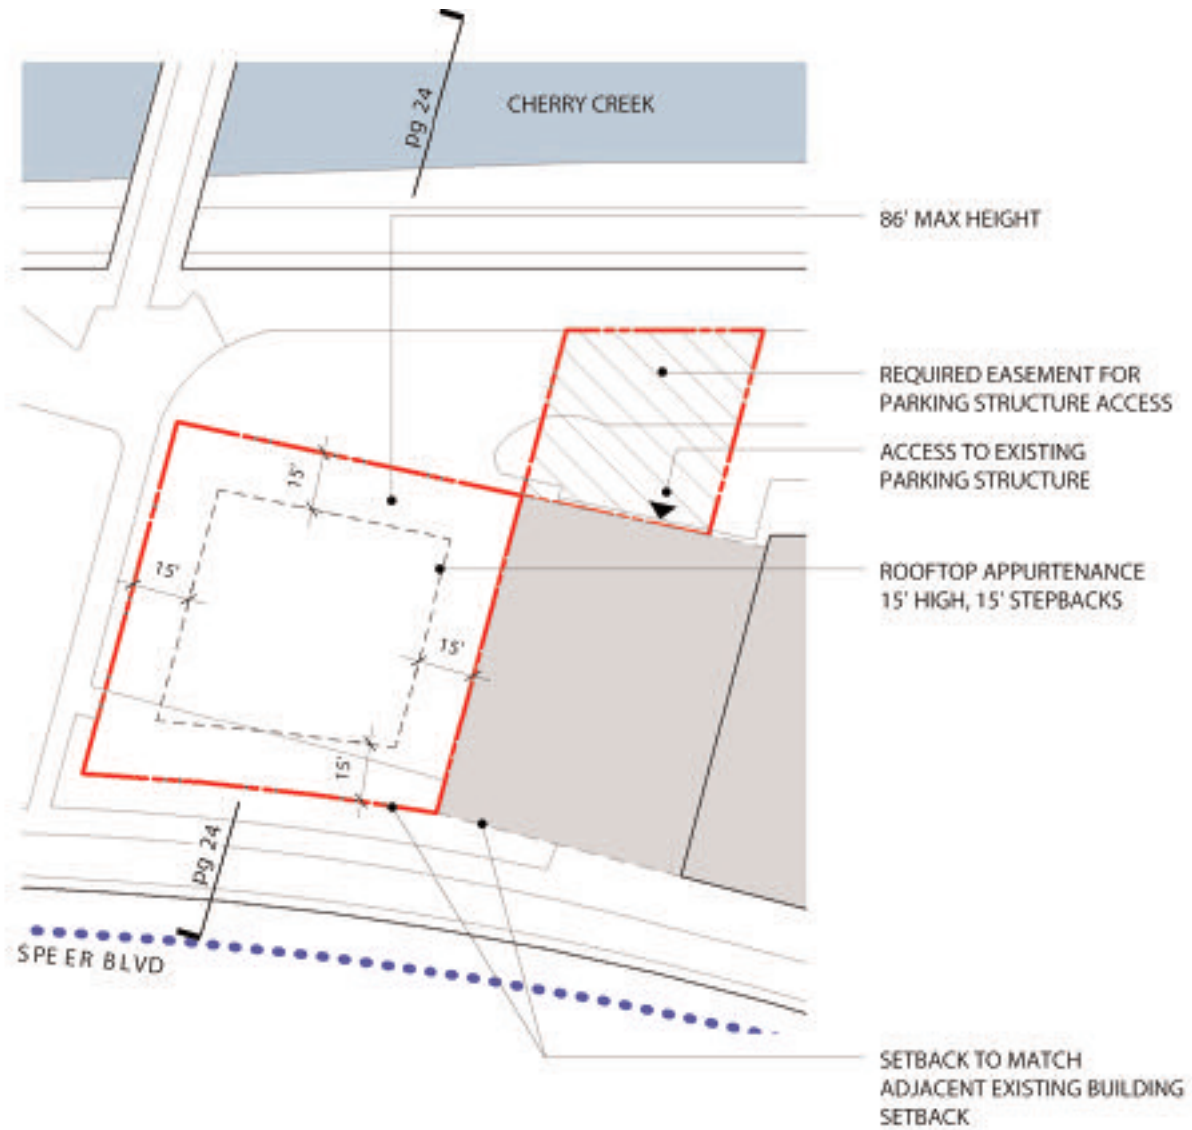 pg 24
CHERRY CREEK
86' MAX HEIGHT
REQUIRED EASEMENT FOR
PARKING STRUCTURE ACCESS
ACCESS TO EXISTING
PARKING STRUCTURE
15'
15'
ROOFTOP APPURTENANCE
15' HIGH, 15' STEPBACKS
15'
15'
pg 24
SPEER BLVD
SETBACK TO MATCH
ADJACENT EXISTING BUILDING
SETBACK